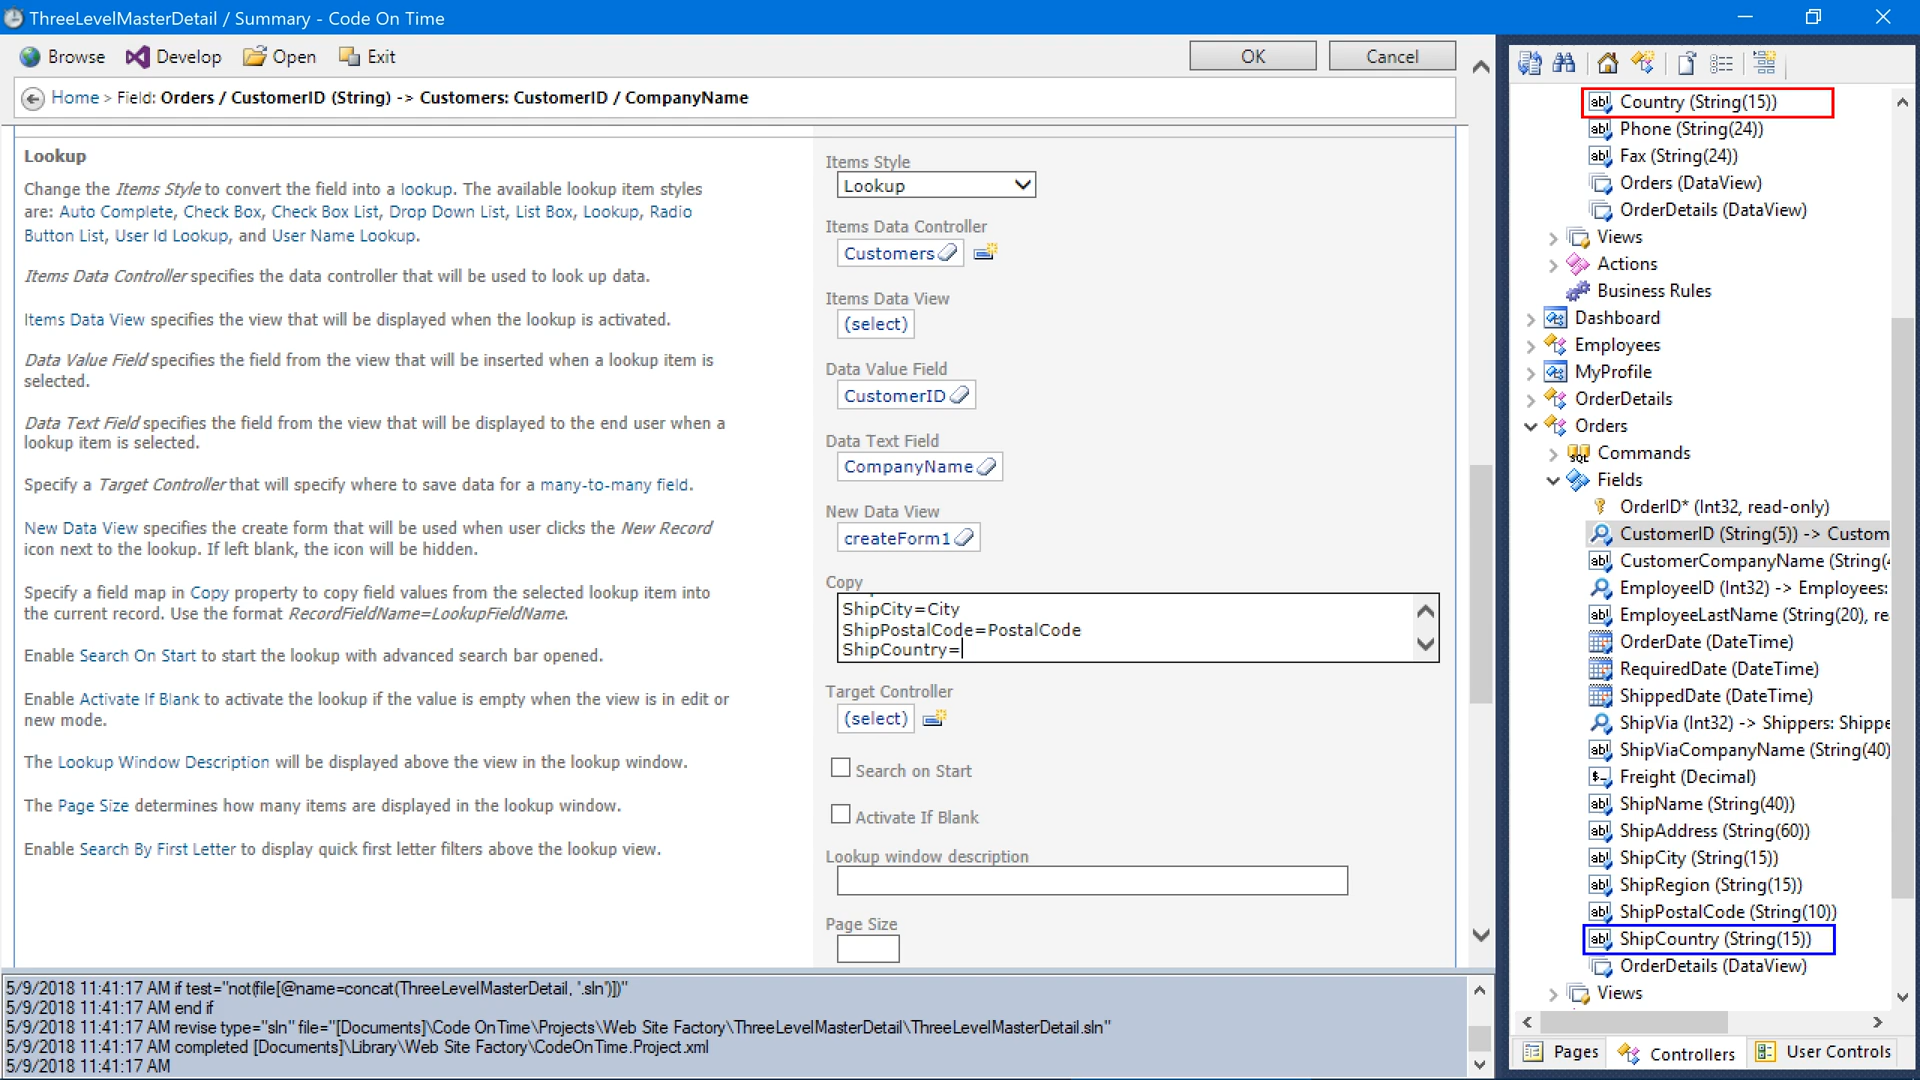 ThreeLevelMasterDetail / Summary - Code On Time
Browse Develop Open Exit OK Cancel
Home > Field: Orders / CustomerID (String) -> Customers: CustomerID / CompanyName
Lookup
Change the Items Style to convert the field into a lookup. The available lookup item styles
are: Auto Complete, Check Box, Check Box List, Drop Down List, List Box, Lookup, Radio
Button List, User Id Lookup, and User Name Lookup.
Items Data Controller specifies the data controller that will be used to look up data.
Items Data View specifies the view that will be displayed when the lookup is activated.
Data Value Field specifies the field from the view that will be inserted when a lookup item is
selected.
Data Text Field specifies the field from the view that will be displayed to the end user when a
lookup item is selected.
Specify a Target Controller that will specify where to save data for a many-to-many field.
New Data View specifies the create form that will be used when user clicks the New Record
icon next to the lookup. If left blank, the icon will be hidden.
Specify a field map in Copy property to copy field values from the selected lookup item into
the current record. Use the format RecordFieldName=LookupFieldName.
Enable Search On Start to start the lookup with advanced search bar opened.
Enable Activate If Blank to activate the lookup if the value is empty when the view is in edit or
new mode.
The Lookup Window Description will be displayed above the view in the lookup window.
The Page Size determines how many items are displayed in the lookup window.
Enable Search By First Letter to display quick first letter filters above the lookup view.
Items Style
Lookup
Items Data Controller
Customers
Items Data View
(select)
Data Value Field
CustomerID
Data Text Field
CompanyName
New Data View
createForm1
Copy
ShipCity=City
ShipPostalCode=PostalCode
ShipCountry=
Target Controller
(select)
Search on Start
Activate If Blank
Lookup window description
Page Size
5/9/2018 11:41:17 AM if test="not(file[@name=concat(ThreeLevelMasterDetail, '.sln')])"
5/9/2018 11:41:17 AM end if
5/9/2018 11:41:17 AM revise type="sln" file="[Documents]\Code OnTime\Projects\Web Site Factory\ThreeLevelMasterDetail\ThreeLevelMasterDetail.sln"
5/9/2018 11:41:17 AM completed [Documents]\Library\Web Site Factory\CodeOnTime.Project.xml
5/9/2018 11:41:17 AM
Country (String(15))
Phone (String(24))
Fax (String(24))
Orders (DataView)
OrderDetails (DataView)
Views
Actions
Business Rules
Dashboard
Employees
MyProfile
OrderDetails
Orders
Commands
Fields
OrderID* (Int32, read-only)
CustomerID (String(5)) -> Custom
CustomerCompanyName (String(4
EmployeeID (Int32) -> Employees:
EmployeeLastName (String(20), re
OrderDate (DateTime)
RequiredDate (DateTime)
ShippedDate (DateTime)
ShipVia (Int32) -> Shippers: Shippe
ShipViaCompanyName (String(40)
Freight (Decimal)
ShipName (String(40))
ShipAddress (String(60))
ShipCity (String(15))
ShipRegion (String(15))
ShipPostalCode (String(10))
ShipCountry (String(15))
OrderDetails (DataView)
Views
Pages Controllers User Controls